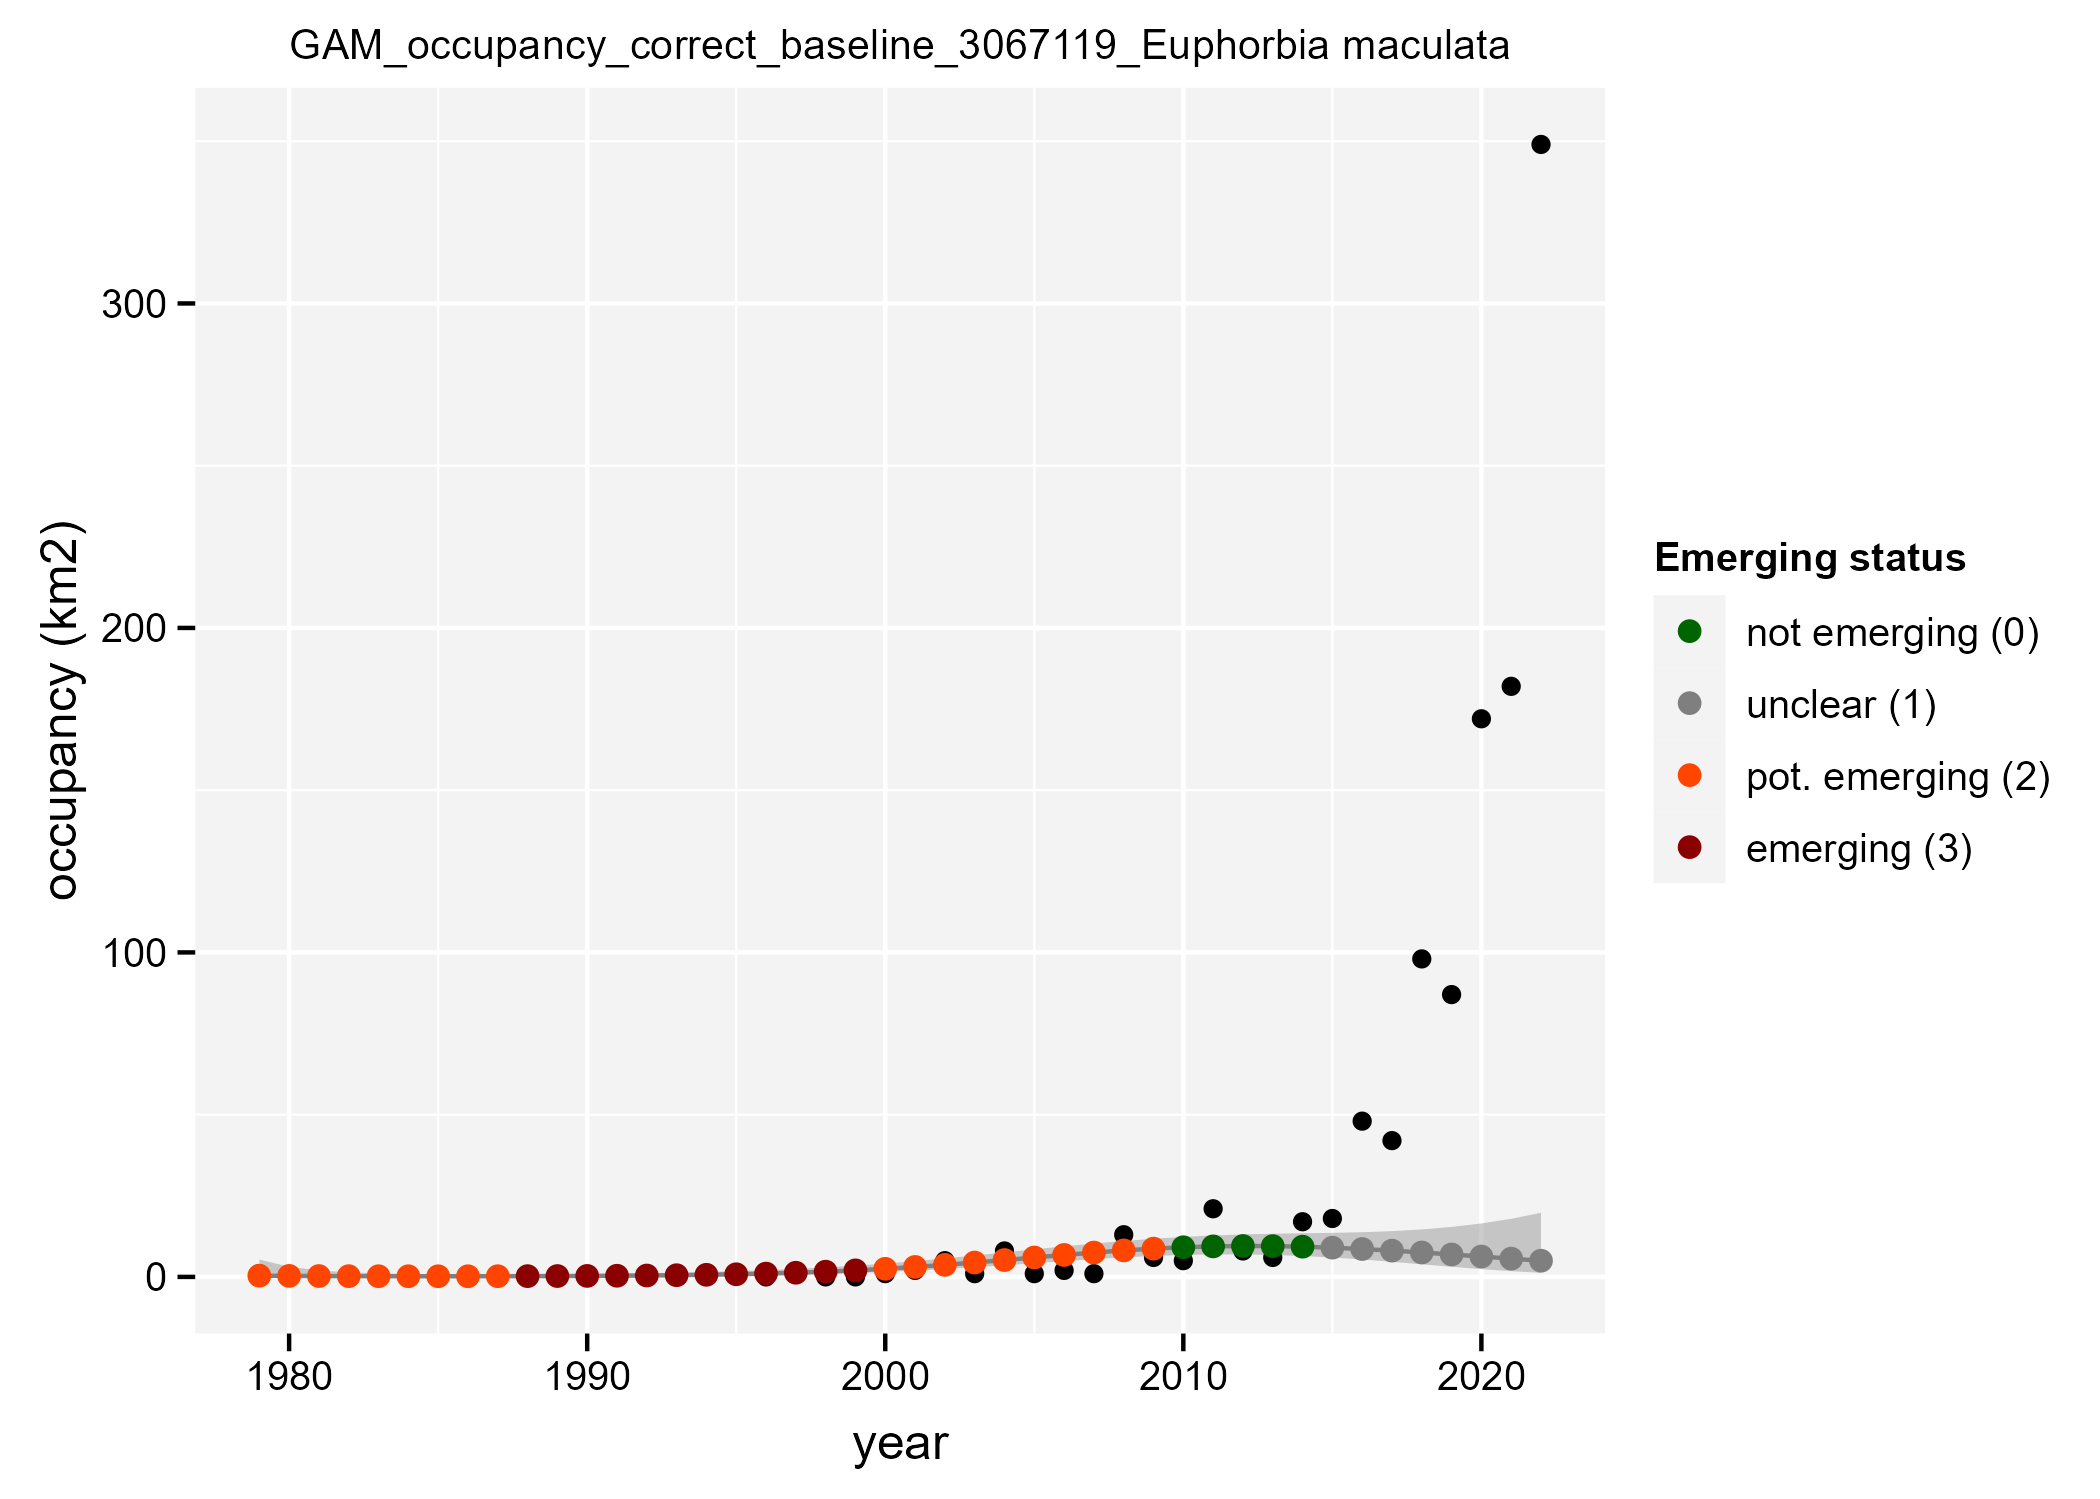 GAM_occupancy_correct_baseline_3067119_Euphorbia maculata
occupancy (km2)
300
200
100
0
1980
1990
2000
2010
2020
year
Emerging status
not emerging (0)
unclear (1)
pot. emerging (2)
emerging (3)